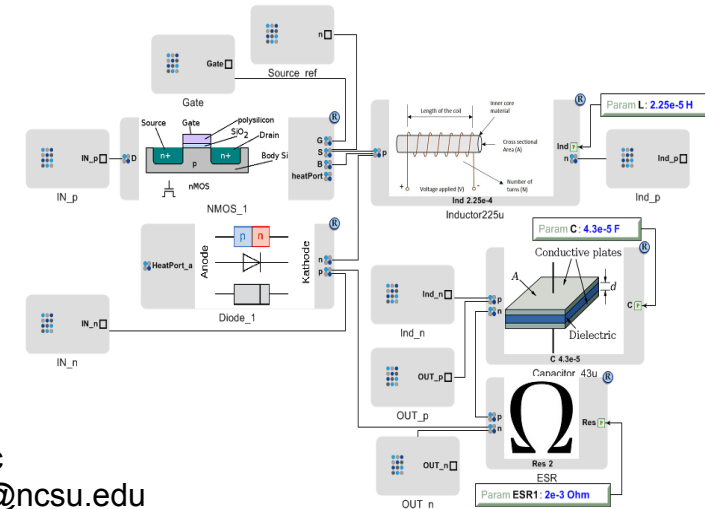 n
Source_ref
Gate
Gate
IN_p
IN_p
D
Source
Gate
polysilicon
SiO2
Drain
n+
n+
p
Body Si
nMOS
NMOS_1
G
S
B
heatPort
R
Length of the coil
Inner core material
Cross sectional Area (A)
Number of turns (N)
+
Voltage applied (V)
-
p
Ind
P
n
R
Ind 2.25e-4
Inductor225u
Param L: 2.25e-5 H
Ind_p
Ind_p
HeatPort_a
Anode
p
n
Kathode
n
p
R
Diode_1
IN_n
IN_n
Param C: 4.3e-5 F
Ind_n
Ind_n
p
n
Conductive plates
A
d
Dielectric
C
P
R
C 4.3e-5
Capacitor_43u
OUT_p
OUT_p
p
n
Ω
Res
P
R
Res 2
ESR
OUT_n
OUT_n
Param ESR1: 2e-3 Ohm
@ncsu.edu